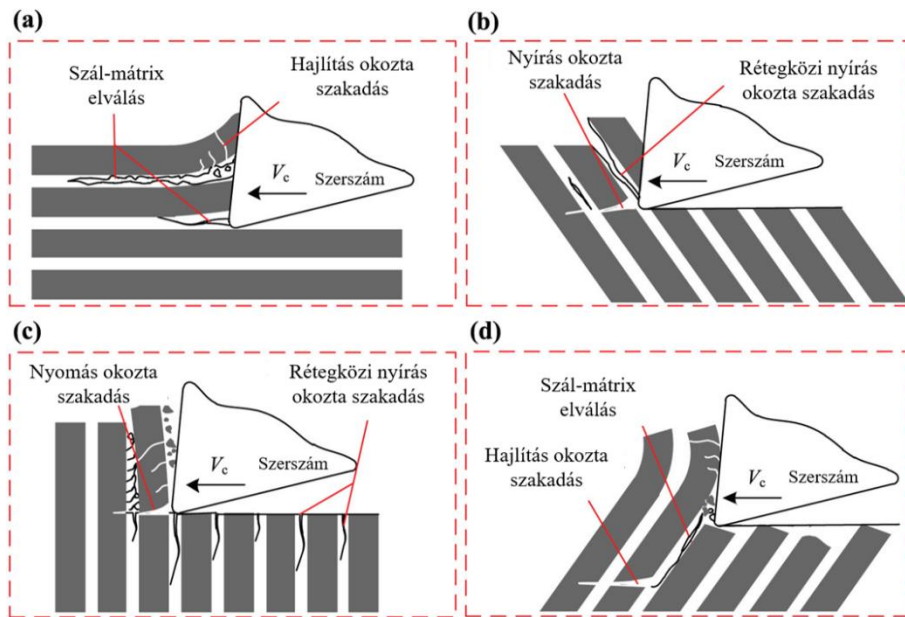 (a)
Szál-mátrix
elválás
Hajlítás okozta
szakadás
Vc
Szerszám
(b)
Nyírás okozta
szakadás
Rétegközi nyírás
okozta szakadás
Vc
Szerszám
(c)
Nyomás okozta
szakadás
Rétegközi nyírás
okozta szakadás
Vc
Szerszám
(d)
Szál-mátrix
elválás
Hajlítás okozta
szakadás
Vc
Szerszám